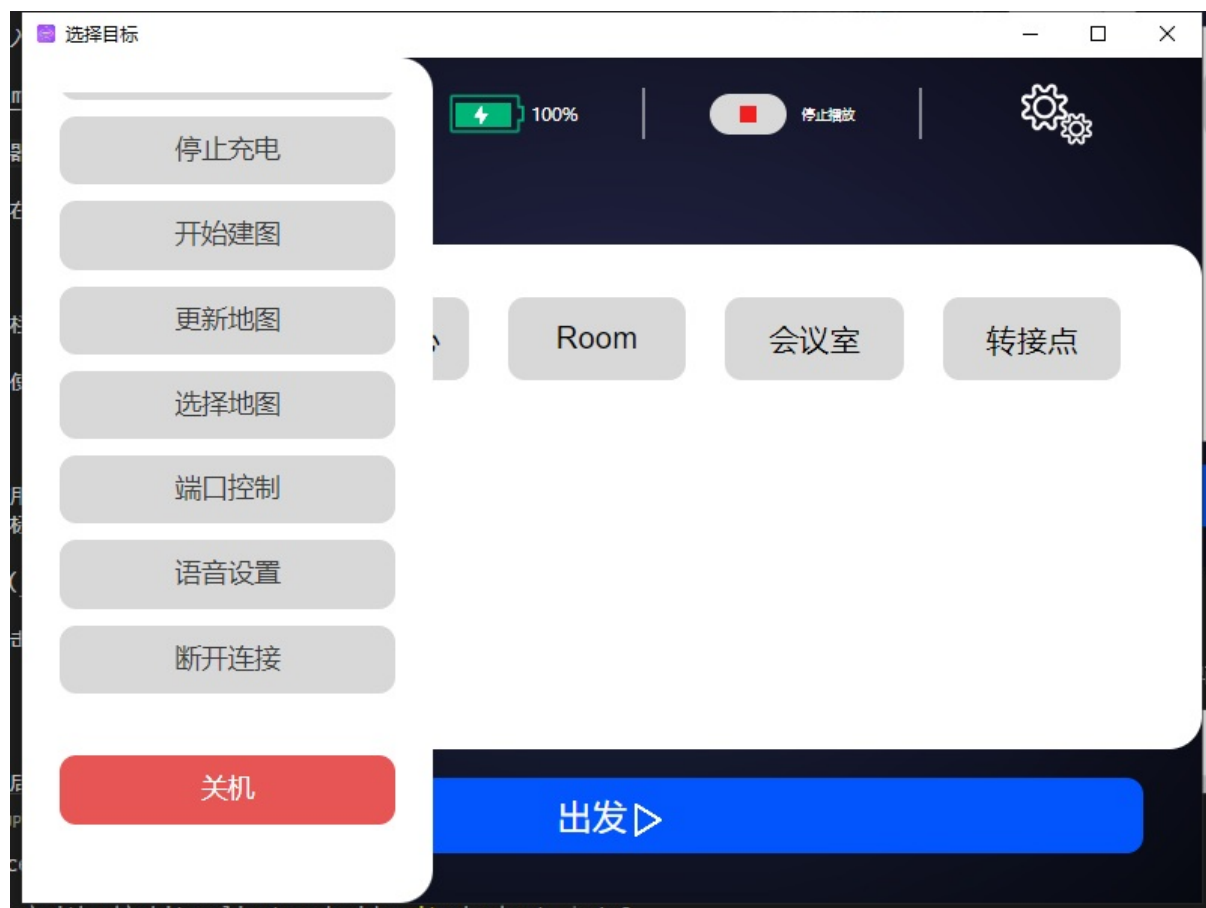 选择目标
100%
停止播放
停止充电
开始建图
更新地图
选择地图
端口控制
语音设置
断开连接
关机
Room
会议室
转接点
出发